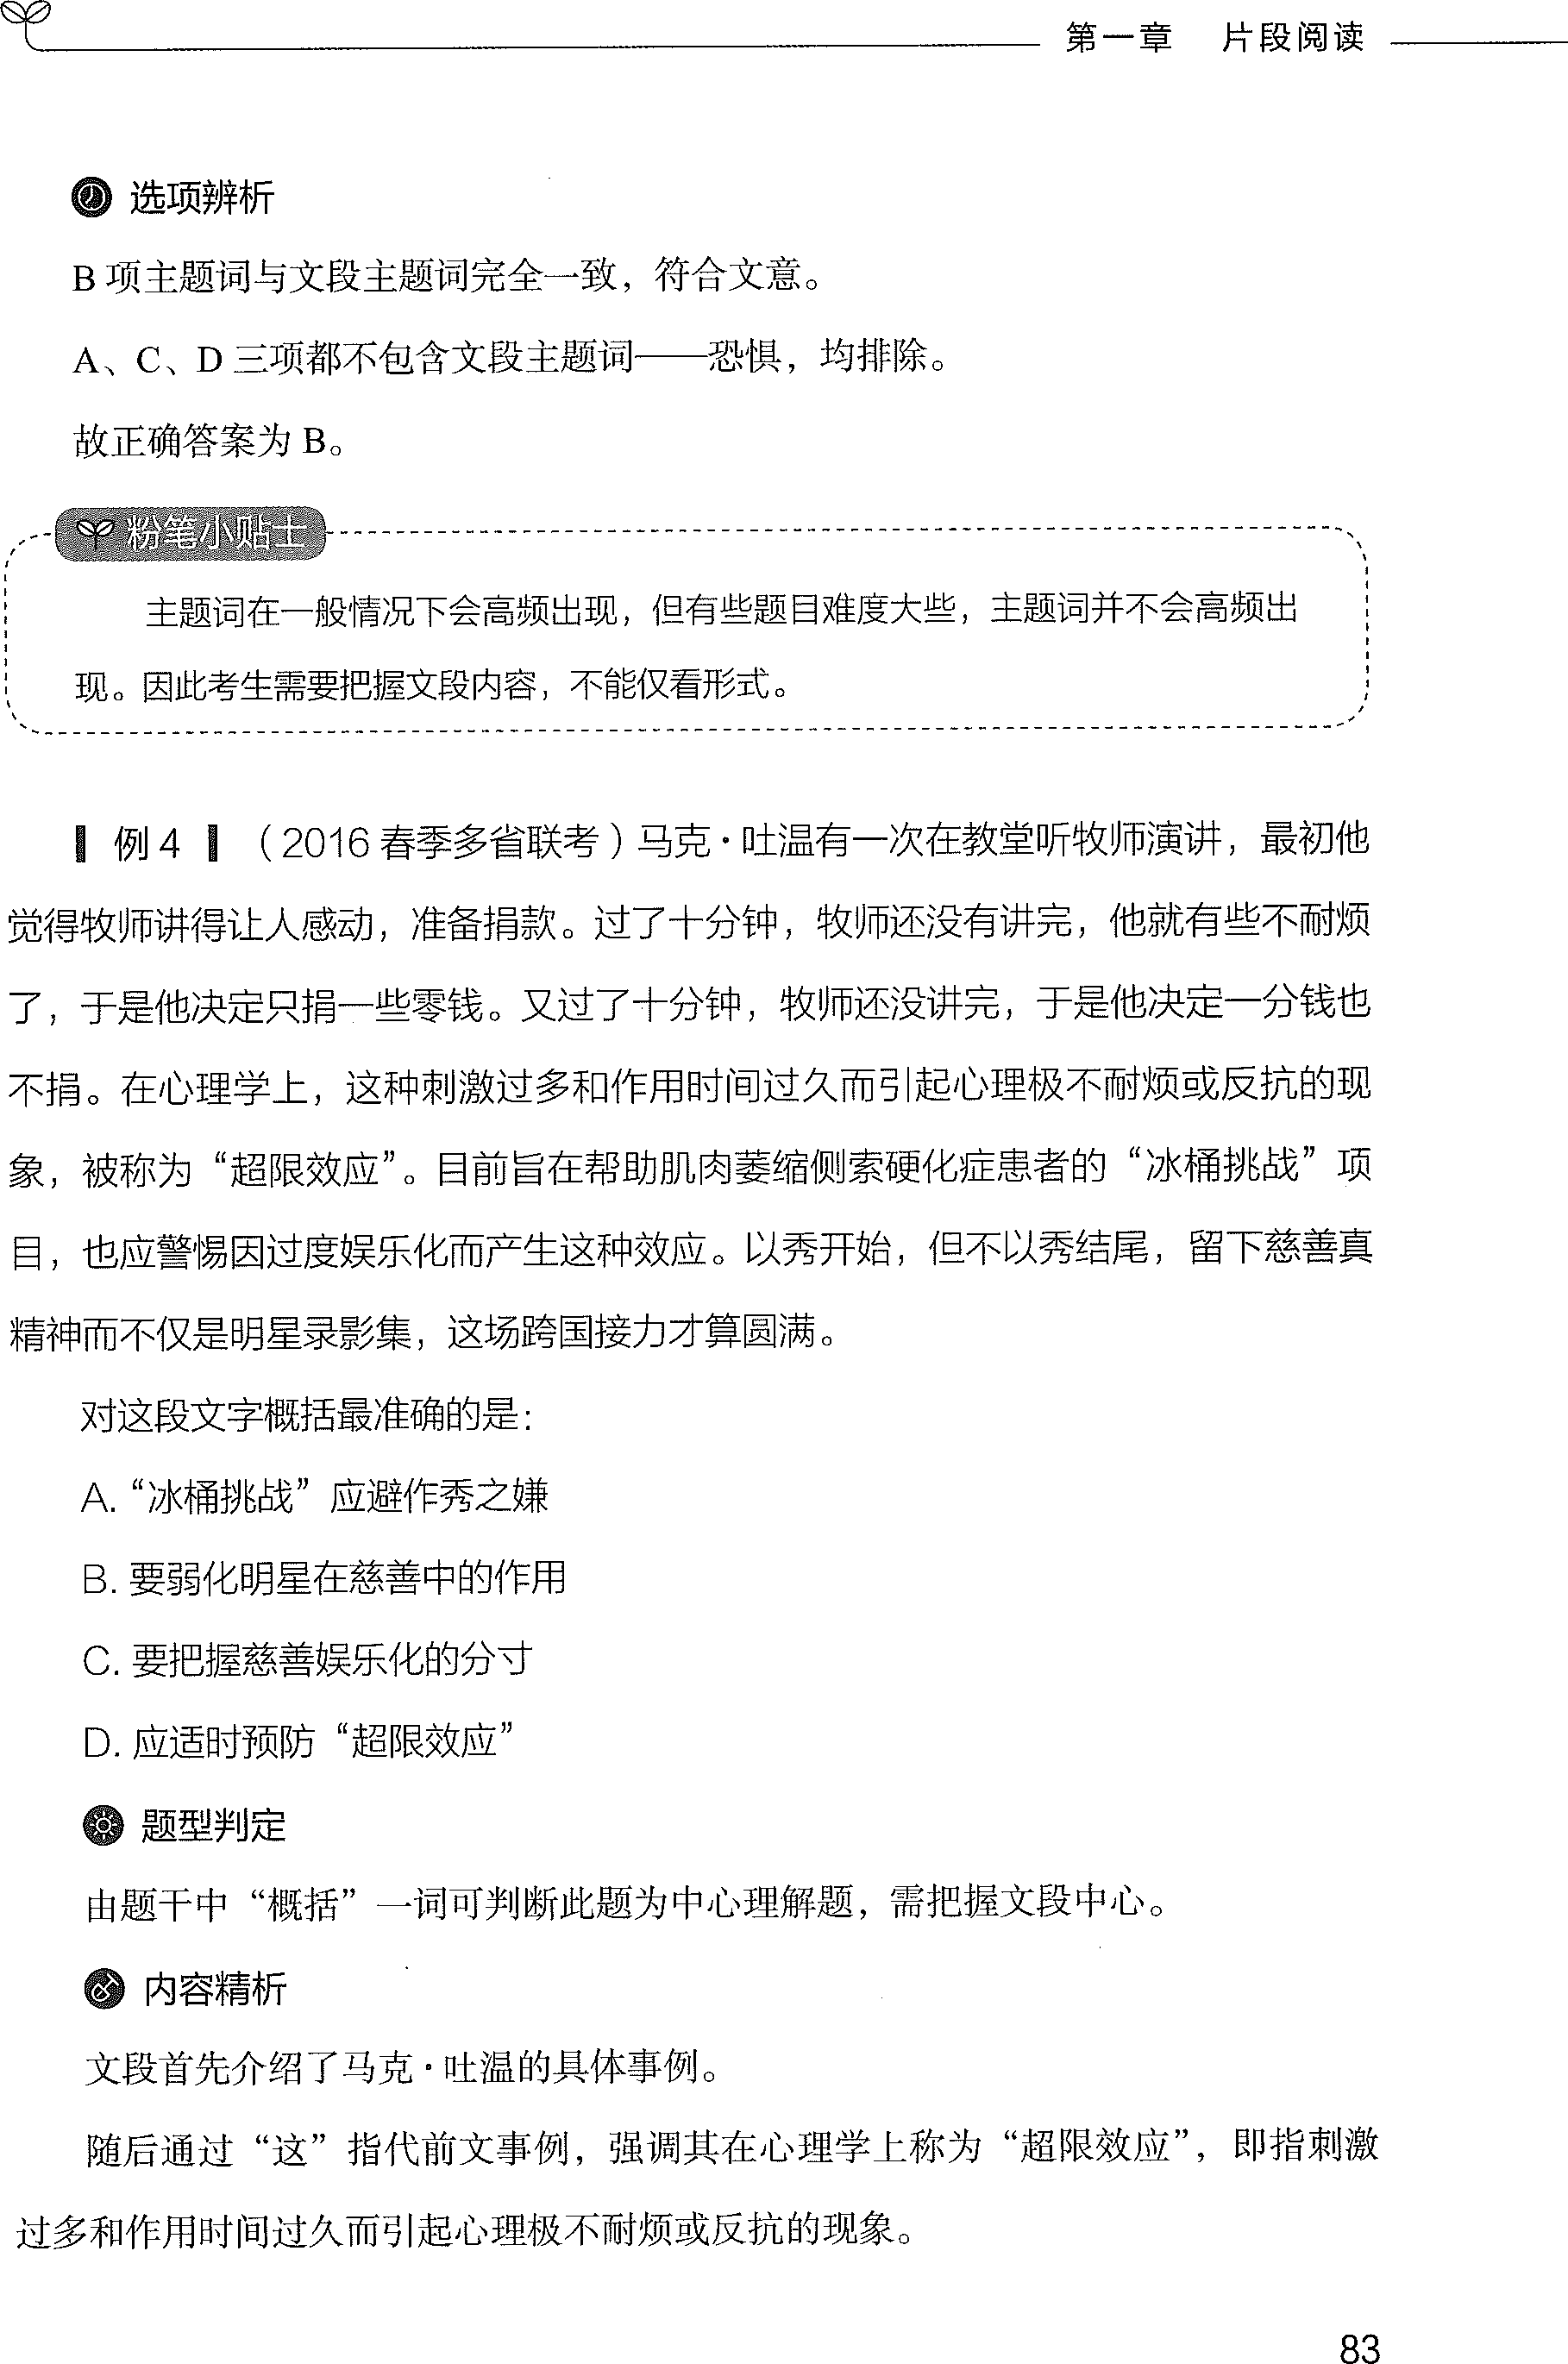 第一章 片段阅读
选项辨析
B 项主题词与文段主题词完全一致，符合文意。
A、C、D 三项都不包含文段主题词——恐惧，均排除。
故正确答案为 B。
粉笔小贴士
主题词在一般情况下会高频出现，但有些题目难度大些，主题词并不会高频出
现。因此考生需要把握文段内容，不能仅看形式。
例 4 （2016 春季多省联考）马克·吐温有一次在教堂听牧师演讲，最初他
觉得牧师讲得让人感动，准备捐款。过了十分钟，牧师还没有讲完，他就有些不耐烦
了，于是他决定只捐一些零钱。又过了十分钟，牧师还没讲完，于是他决定一分钱也
不捐。在心理学上，这种刺激过多和作用时间过久而引起心理极不耐烦或反抗的现
象，被称为“超限效应”。目前旨在帮助肌肉萎缩侧索硬化症患者的“冰桶挑战”项
目，也应警惕因过度娱乐化而产生这种效应。以秀开始，但不以秀结尾，留下慈善真
精神而不仅是明星录影集，这场跨国接力才算圆满。
对这段文字概括最准确的是：
A. “冰桶挑战”应避作秀之嫌
B. 要弱化明星在慈善中的作用
C. 要把握慈善娱乐化的分寸
D. 应适时预防“超限效应”
题型判定
由题干中“概括”一词可判断此题为中心理解题，需把握文段中心。
内容精析
文段首先介绍了马克·吐温的具体事例。
随后通过“这”指代前文事例，强调其在心理学上称为“超限效应”，即指刺激
过多和作用时间过久而引起心理极不耐烦或反抗的现象。
83